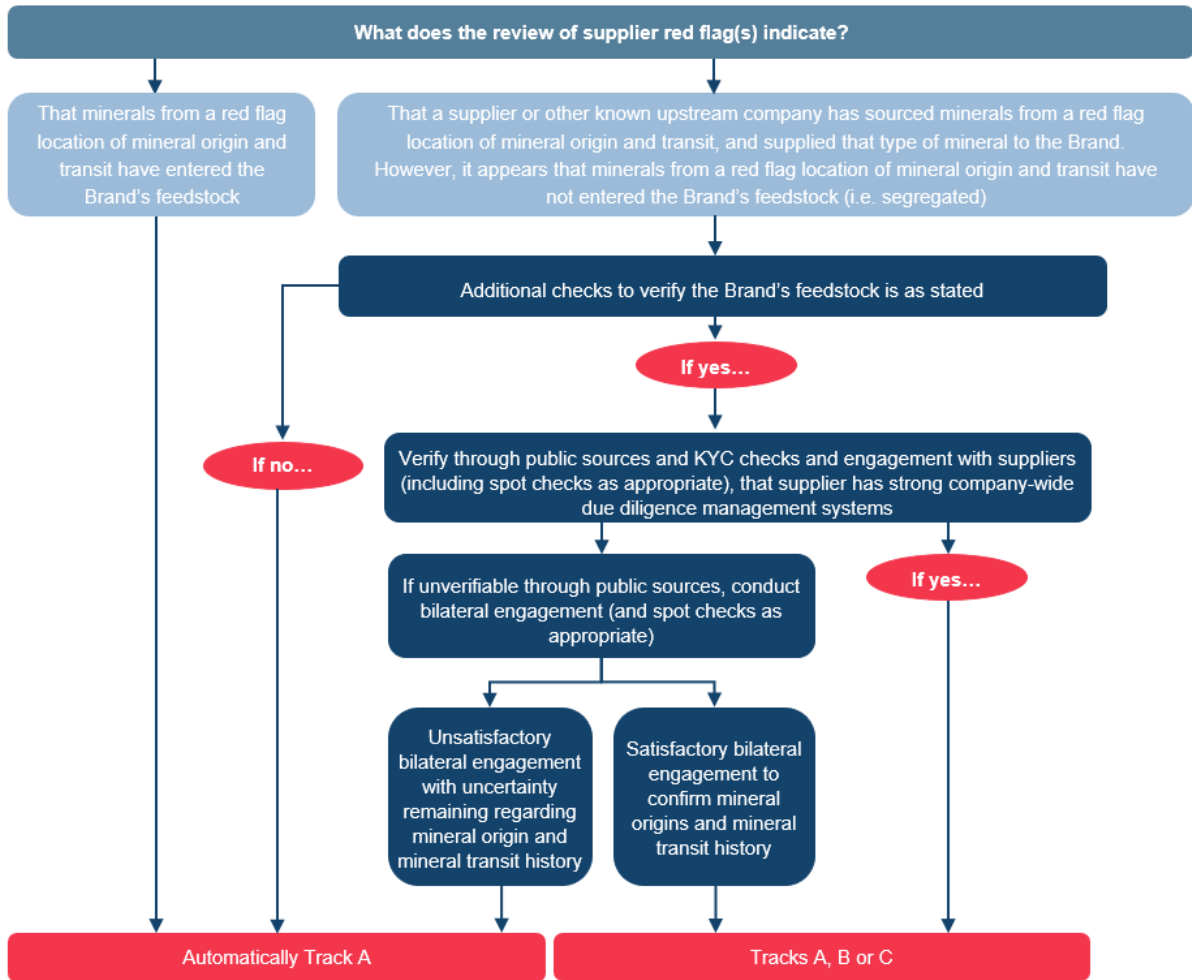 What does the review of supplier red flag(s) indicate?
That minerals from a red flag
location of mineral origin and
transit have entered the
Brand’s feedstock
That a supplier or other known upstream company has sourced minerals from a red flag
location of mineral origin and transit, and supplied that type of mineral to the Brand.
However, it appears that minerals from a red flag location of mineral origin and transit have
not entered the Brand’s feedstock (i.e. segregated)
Additional checks to verify the Brand’s feedstock is as stated
If yes…
If no…
Verify through public sources and KYC checks and engagement with suppliers
(including spot checks as appropriate), that supplier has strong company-wide
due diligence management systems
If unverifiable through public sources, conduct
bilateral engagement (and spot checks as
appropriate)
If yes…
Unsatisfactory
bilateral engagement
with uncertainty
remaining regarding
mineral origin and
mineral transit history
Satisfactory bilateral
engagement to
confirm mineral
origins and mineral
transit history
Automatically Track A
Tracks A, B or C